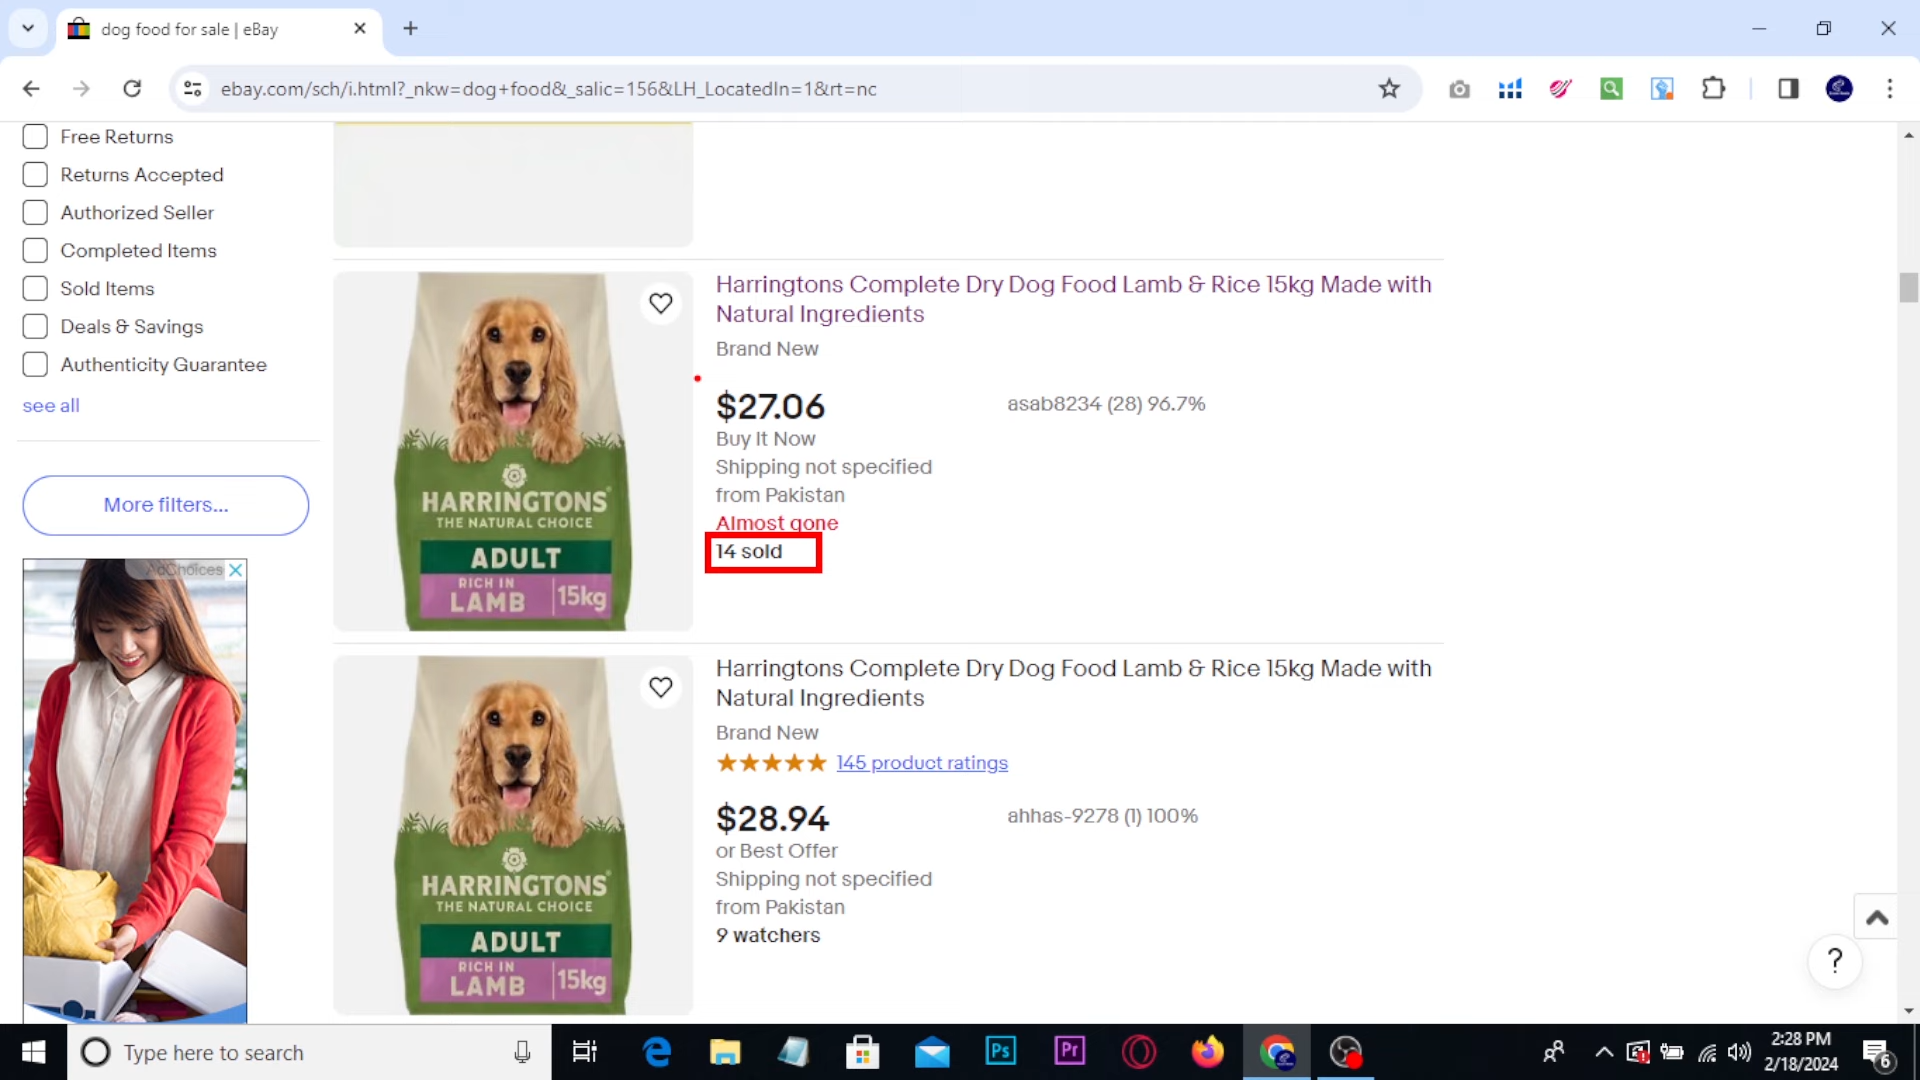 dog food for sale | eBay
ebay.com/sch/i.html?_nkw=dog+food&_salic=156&LH_LocatedIn=1&rt=nc
Free Returns
Returns Accepted
Authorized Seller
Completed Items
Sold Items
Deals & Savings
Authenticity Guarantee
see all
More filters...
AdChoices
HARRINGTONS
THE NATURAL CHOICE
ADULT
RICH IN
LAMB
15kg
Harringtons Complete Dry Dog Food Lamb & Rice 15kg Made with
Natural Ingredients
Brand New
$27.06
asab8234 (28) 96.7%
Buy It Now
Shipping not specified
from Pakistan
Almost gone
14 sold
HARRINGTONS
THE NATURAL CHOICE
ADULT
RICH IN
LAMB
15kg
Harringtons Complete Dry Dog Food Lamb & Rice 15kg Made with
Natural Ingredients
Brand New
145 product ratings
$28.94
ahhas-9278 (1) 100%
or Best Offer
Shipping not specified
from Pakistan
9 watchers
?
Type here to search
Ps
Pr
2:28 PM
2/18/2024
6